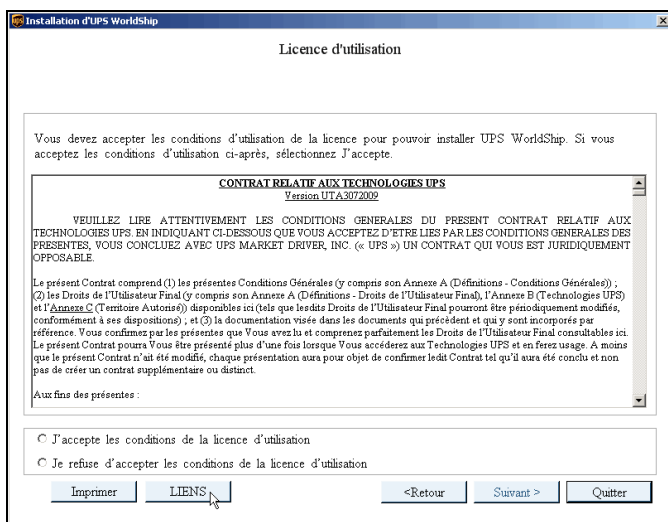 Installation d'UPS WorldShip
Licence d'utilisation
Vous devez accepter les conditions d'utilisation de la licence pour pouvoir installer UPS WorldShip. Si vous
acceptez les conditions d'utilisation ci-après, sélectionnez J'accepte.
CONTRAT RELATIF AUX TECHNOLOGIES UPS
Version UTA3072009
VEUILLEZ LIRE ATTENTIVEMENT LES CONDITIONS GENERALES DU PRESENT CONTRAT RELATIF AUX
TECHNOLOGIES UPS. EN INDIQUANT CI-DESSOUS QUE VOUS ACCEPTEZ D'ETRE LIES PAR LES CONDITIONS GENERALES DES
PRESENTES, VOUS CONCLUEZ AVEC UPS MARKET DRIVER, INC. (« UPS ») UN CONTRAT QUI VOUS EST JURIDIQUEMENT
OPPOSABLE.
Le présent Contrat comprend (1) les présentes Conditions Générales (y compris son Annexe A (Définitions - Conditions Générales)) ;
(2) les Droits de l'Utilisateur Final (y compris son Annexe A (Définitions - Droits de l'Utilisateur Final), l'Annexe B (Technologies UPS)
et l'Annexe C (Territoire Autorisé)) disponibles ici (tels que lesdits Droits de l'Utilisateur Final pourront être périodiquement modifiés,
conformément à ses dispositions) ; et (3) la documentation visée dans les documents qui précèdent et qui y sont incorporés par
référence. Vous confirmez par les présentes que Vous avez lu et comprenez parfaitement les Droits de l'Utilisateur Final consultables ici.
Le présent Contrat pourra Vous être présenté plus d'une fois lorsque Vous accéderez aux Technologies UPS et en ferez usage. A moins
que le présent Contrat n'ait été modifié, chaque présentation aura pour objet de confirmer ledit Contrat tel qu'il aura été conclu et non
pas de créer un contrat supplémentaire ou distinct.
Aux fins des présentes :
J'accepte les conditions de la licence d'utilisation
Je refuse d'accepter les conditions de la licence d'utilisation
Imprimer LIENS <Retour Suivant > Quitter